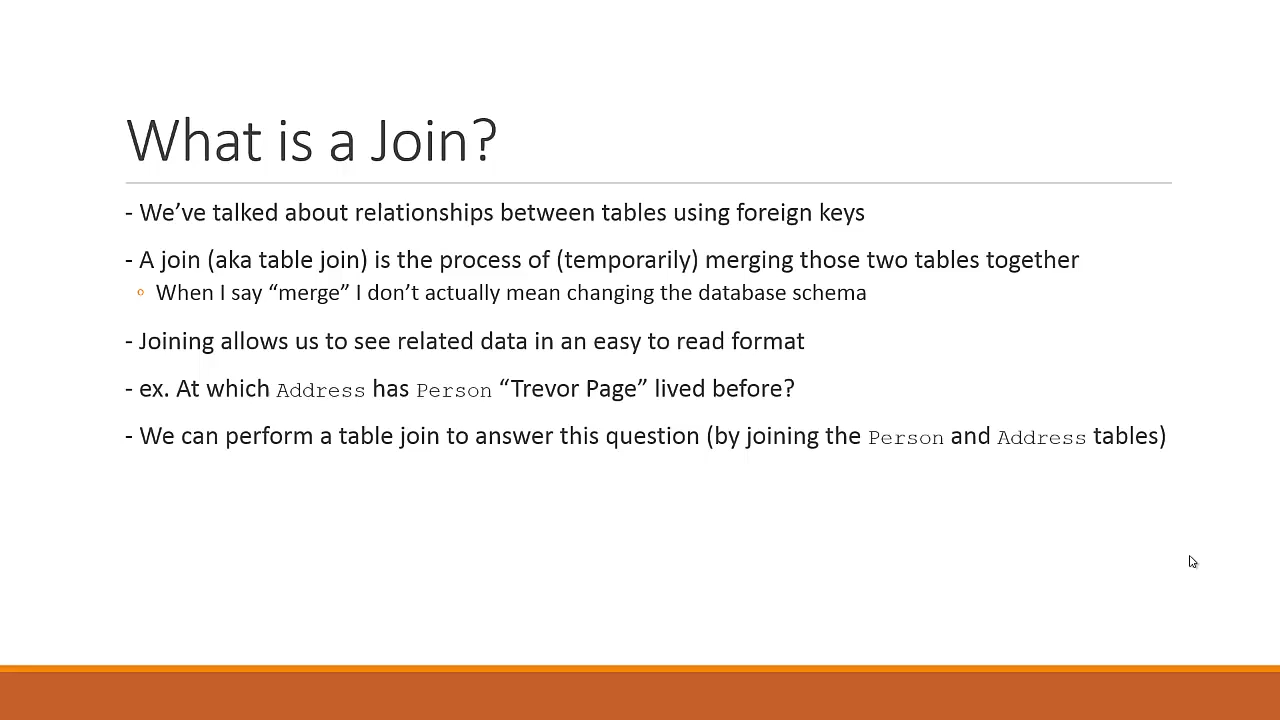 What is a Join?
- We’ve talked about relationships between tables using foreign keys
- A join (aka table join) is the process of (temporarily) merging those two tables together
◦ When I say “merge” I don’t actually mean changing the database schema
- Joining allows us to see related data in an easy to read format
- ex. At which Address has Person “Trevor Page” lived before?
- We can perform a table join to answer this question (by joining the Person and Address tables)